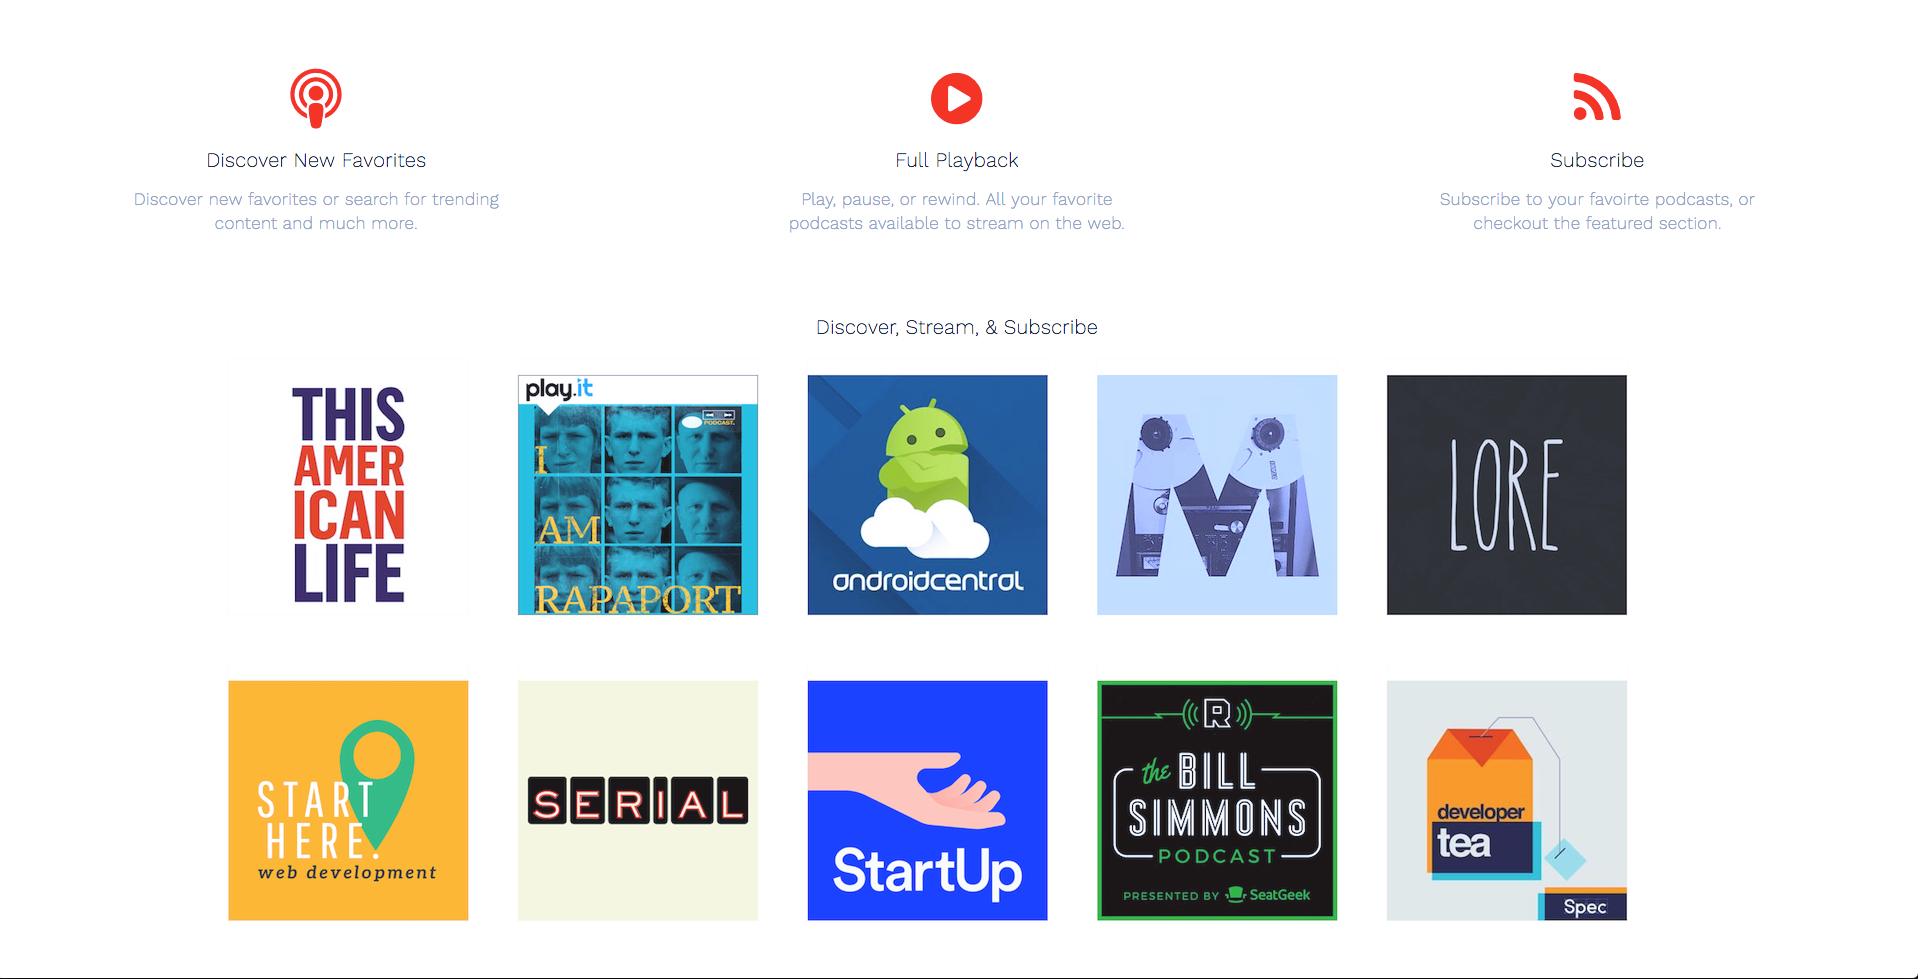 Discover New Favorites
Discover new favorites or search for trending
content and much more.
Full Playback
Play, pause, or rewind. All your favorite
podcasts available to stream on the web.
Subscribe
Subscribe to your favoirte podcasts, or
checkout the featured section.
Discover, Stream, & Subscribe
THIS
AMER
ICAN
LIFE
play.it
PODCAST.
I
AM
RAPAPORT
androidcentral
M
LORE
START
HERE.
web development
SERIAL
StartUp
R
the BILL
SIMMONS
PODCAST
PRESENTED BY SeatGeek
developer
tea
Spec